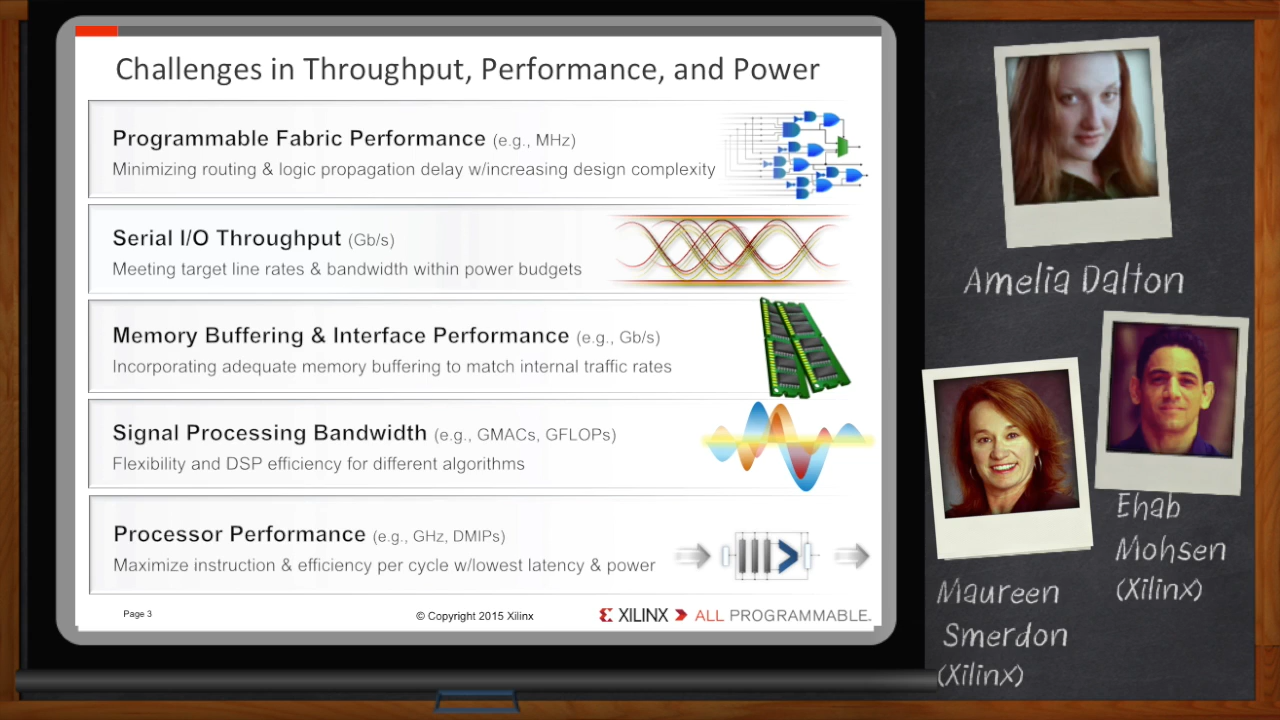 Challenges in Throughput, Performance, and Power
Programmable Fabric Performance (e.g., MHz)
Minimizing routing & logic propagation delay w/increasing design complexity
Serial I/O Throughput (Gb/s)
Meeting target line rates & bandwidth within power budgets
Memory Buffering & Interface Performance (e.g., Gb/s)
Incorporating adequate memory buffering to match internal traffic rates
Signal Processing Bandwidth (e.g., GMACs, GFLOPs)
Flexibility and DSP efficiency for different algorithms
Processor Performance (e.g., GHz, DMIPs)
Maximize instruction & efficiency per cycle w/lowest latency & power
Page 3
© Copyright 2015 Xilinx
XILINX ALL PROGRAMMABLE.
Amelia Dalton
Ehab
Mohsen
(Xilinx)
Maureen
Smerdon
(Xilinx)